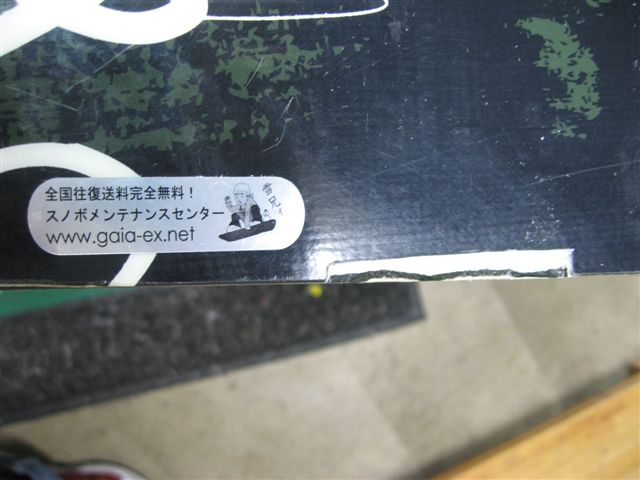 全国往復送料完全無料！
スノボメンテナンスセンター
www.gaia-ex.net